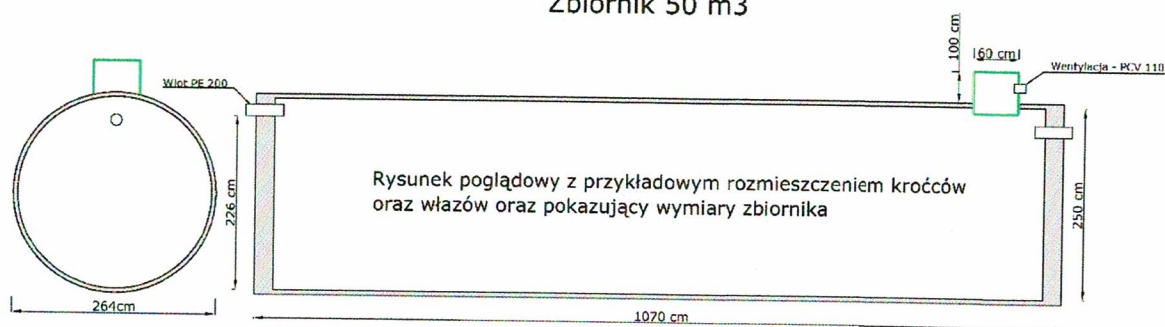 Zbiornik 50 m3
100 cm
60 cm
Wentylacja - PCV 110
Wlot PE 200
226 cm
Rysunek poglądowy z przykładowym rozmieszczeniem kroćców
oraz włazów oraz pokazujący wymiary zbiornika
250 cm
264cm
1070 cm